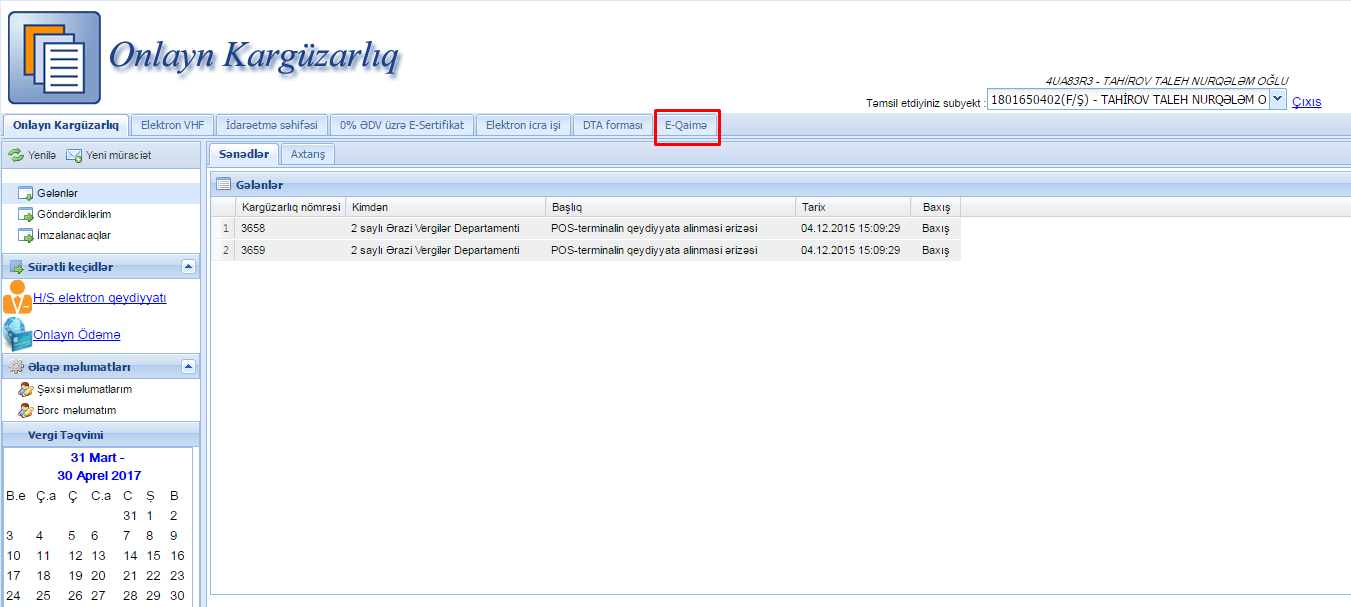 Onlayn Kargüzarlıq
4UA83R3 - TAHİROV TALEH NURQƏLƏM OĞLU
Təmsil etdiyiniz subyekt : 1801650402(F/Ş) - TAHİROV TALEH NURQƏLƏM O Çıxıs
Onlayn Kargüzarlıq Elektron VHF İdarəetmə səhifəsi 0% ƏDV üzrə E-Sertifikat Elektron icra işi DTA forması E-Qaimə
Yenilə Yeni müraciət
Sənədlər Axtarış
Gələnlər
Göndərdiklərim
İmzalanacaqlar
Gələnlər
Kargüzarlıq nömrəsi Kimdən Başlıq Tarix Baxış
1 3658 2 saylı Ərazi Vergilər Departamenti POS-terminalin qeydiyyata alinmasi ərizəsi 04.12.2015 15:09:29 Baxış
2 3659 2 saylı Ərazi Vergilər Departamenti POS-terminalin qeydiyyata alinmasi ərizəsi 04.12.2015 15:09:29 Baxış
Sürətli keçidlər
H/Ş elektron qeydiyyatı
Onlayn Ödəmə
Əlaqə məlumatları
Şəxsi məlumatlarım
Borc məlumatım
Vergi Təqvimi
31 Mart -
30 Aprel 2017
B.e Ç.a Ç C.a C Ş B
31 1 2
3 4 5 6 7 8 9
10 11 12 13 14 15 16
17 18 19 20 21 22 23
24 25 26 27 28 29 30